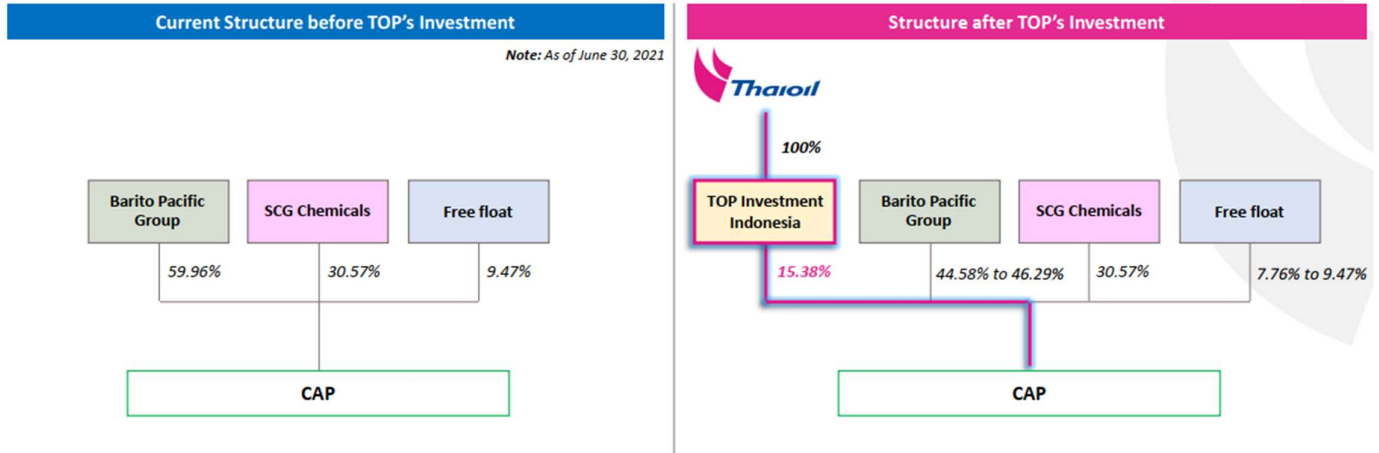 Current Structure before TOP's Investment
Note: As of June 30, 2021
Barito Pacific
Group
SCG Chemicals
Free float
59.96%
30.57%
9.47%
CAP
Structure after TOP's Investment
Thaioil
100%
TOP Investment
Indonesia
Barito Pacific
Group
SCG Chemicals
Free float
15.38%
44.58% to 46.29%
30.57%
7.76% to 9.47%
CAP